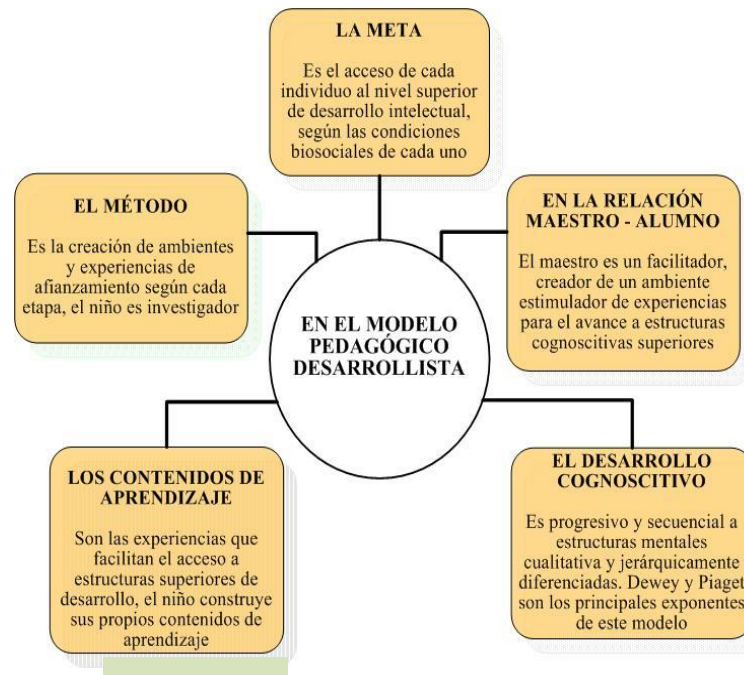 LA META
Es el acceso de cada
individuo al nivel superior
de desarrollo intelectual,
según las condiciones
biosociales de cada uno
EL MÉTODO
Es la creación de ambientes
y experiencias de
afianzamiento según cada
etapa, el niño es investigador
EN LA RELACIÓN
MAESTRO - ALUMNO
El maestro es un facilitador,
creador de un ambiente
estimulador de experiencias
para el avance a estructuras
cognoscitivas superiores
EN EL MODELO
PEDAGÓGICO
DESARROLLISTA
LOS CONTENIDOS DE
APRENDIZAJE
Son las experiencias que
facilitan el acceso a
estructuras superiores de
desarrollo, el niño construye
sus propios contenidos de
aprendizaje
EL DESARROLLO
COGNOSCITIVO
Es progresivo y secuencial a
estructuras mentales
cualitativa y jerárquicamente
diferenciadas. Dewey y Piaget
son los principales exponentes
de este modelo